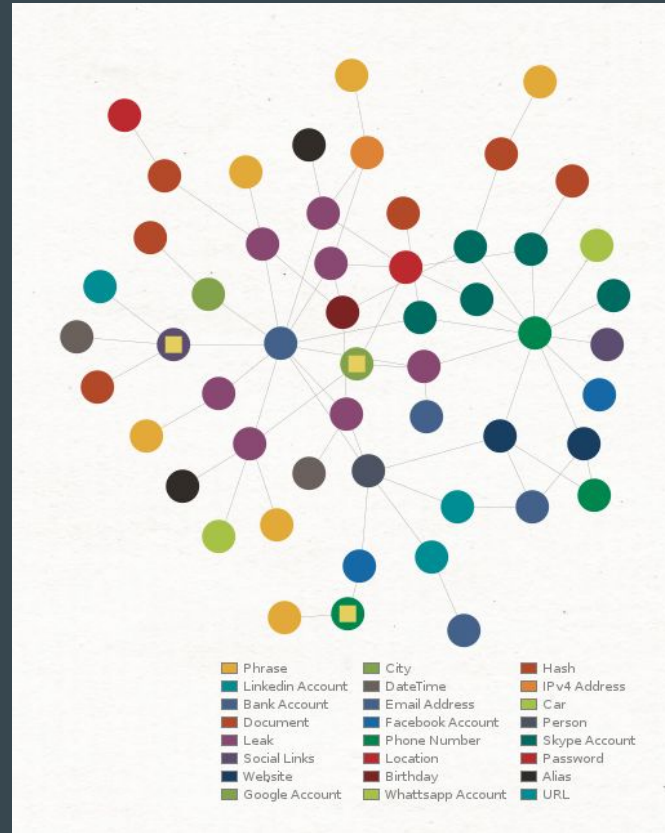 Phrase
City
Hash
Linkedin Account
DateTime
IPv4 Address
Bank Account
Email Address
Car
Document
Facebook Account
Person
Leak
Phone Number
Skype Account
Social Links
Location
Password
Website
Birthday
Alias
Google Account
Whattsapp Account
URL